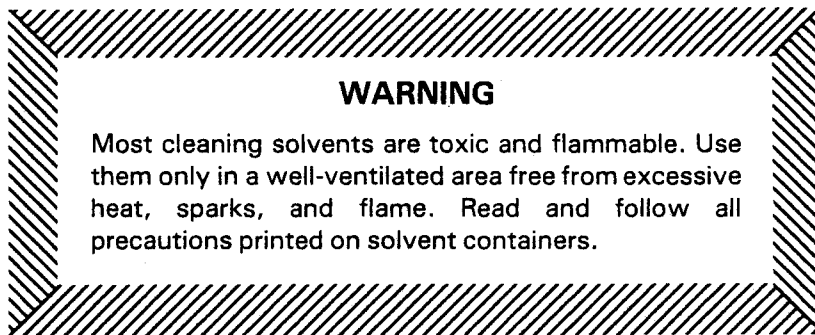 WARNING
Most cleaning solvents are toxic and flammable. Use
them only in a well-ventilated area free from excessive
heat, sparks, and flame. Read and follow all
precautions printed on solvent containers.